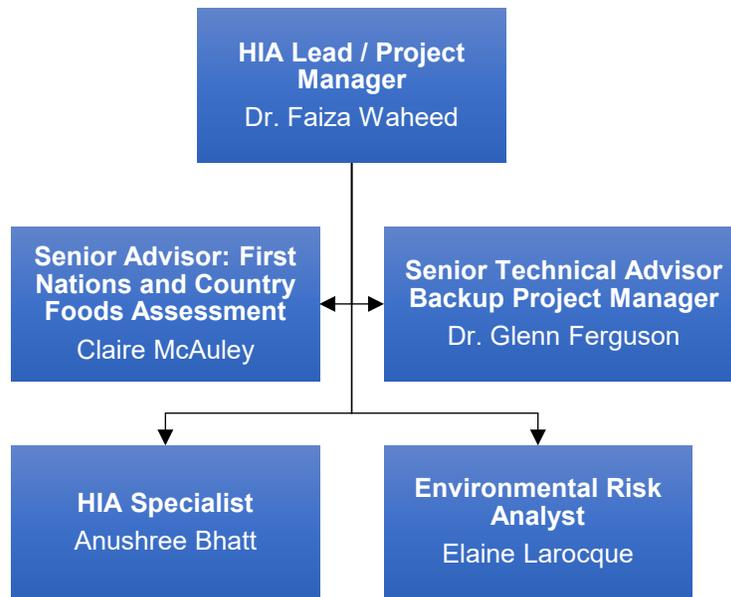 HIA Lead / Project
Manager
Dr. Faiza Waheed
Senior Advisor: First
Nations and Country
Foods Assessment
Claire McAuley
Senior Technical Advisor
Backup Project Manager
Dr. Glenn Ferguson
HIA Specialist
Anushree Bhatt
Environmental Risk
Analyst
Elaine Larocque